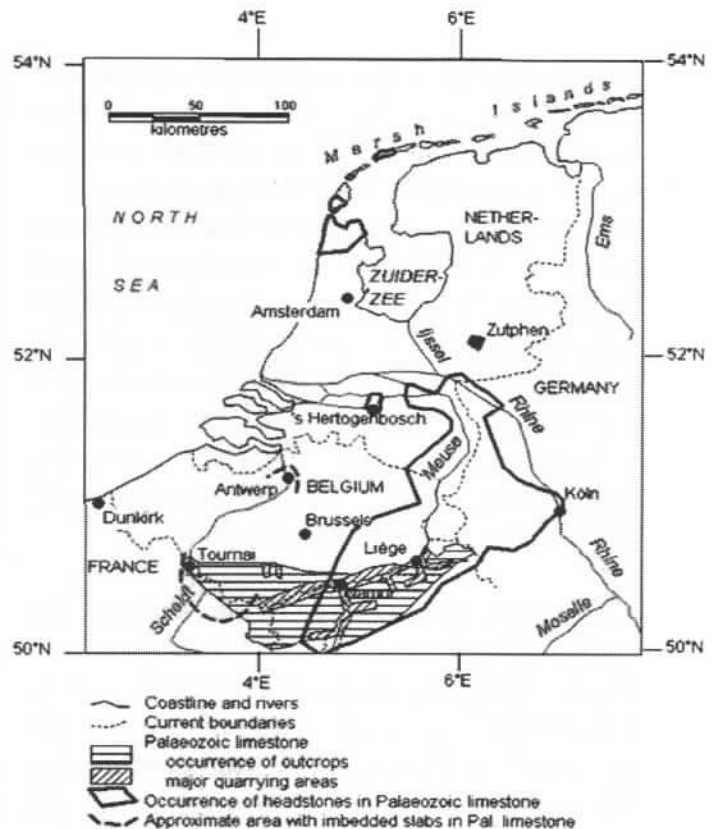 4°E 6°E
54°N 54°N
0 50 100
kilometres
Marsh Islands
NORTH
SEA
NETHER-
LANDS
Ems
ZUIDER-
ZEE
Amsterdam
Zutphen
Ijssel
52°N 52°N
GERMANY
Rhine
's Hertogenbosch
Meuse
Antwerp
BELGIUM
Köln
Dunkirk
Brussels
Rhine
FRANCE
Tournai
Liége
Scheldt
Moselle
50°N 50°N
4°E 6°E
Coastline and rivers
Current boundaries
Palaeozoic limestone
occurrence of outcrops
major quarrying areas
Occurrence of headstones in Palaeozoic limestone
Approximate area with imbedded slabs in Pal. limestone